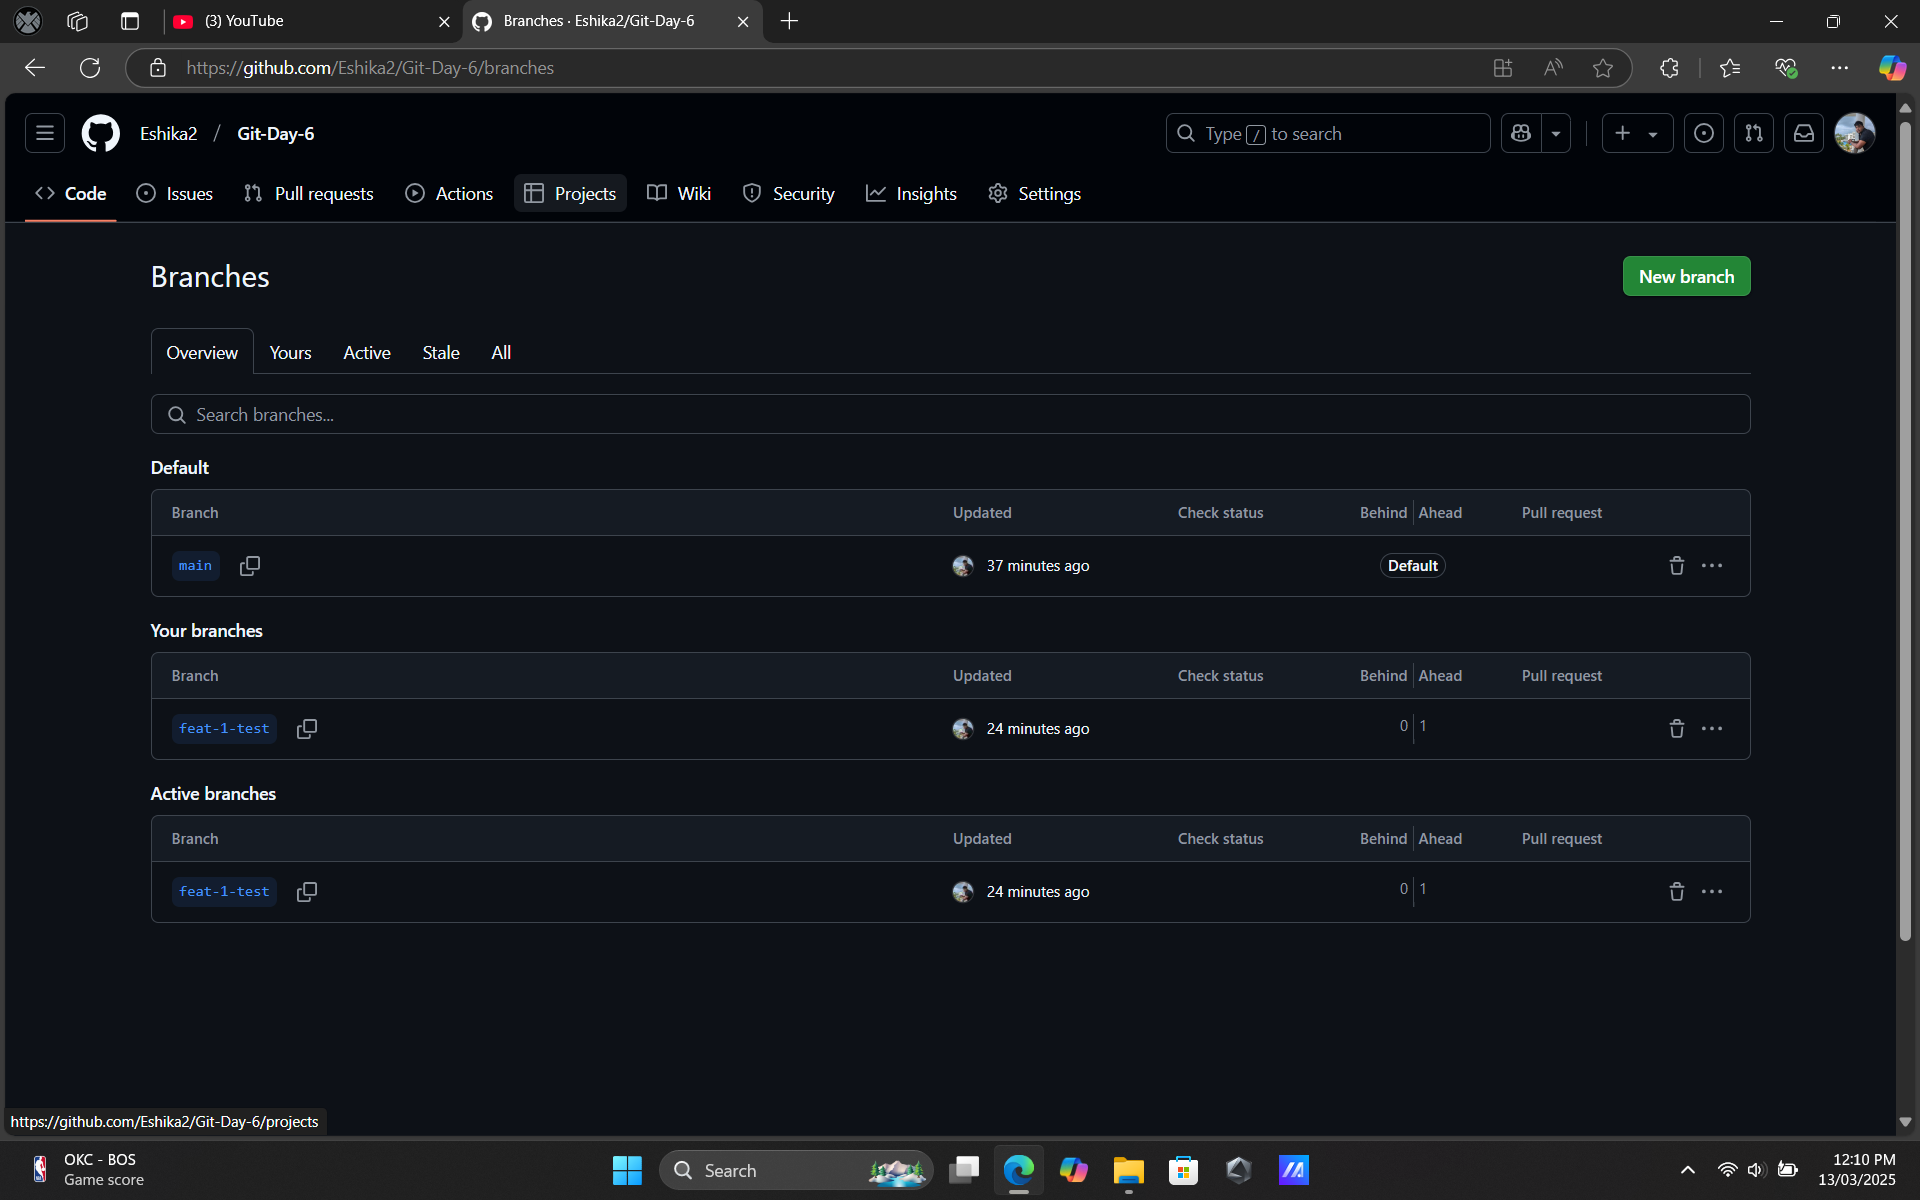 (3) YouTube
Branches · Eshika2/Git-Day-6
https://github.com/Eshika2/Git-Day-6/branches
Eshika2 / Git-Day-6
Type / to search
Code Issues Pull requests Actions Projects Wiki Security Insights Settings
Branches
New branch
Overview Yours Active Stale All
Search branches...
Default
Branch Updated Check status Behind Ahead Pull request
main 37 minutes ago Default
Your branches
Branch Updated Check status Behind Ahead Pull request
feat-1-test 24 minutes ago 0 1
Active branches
Branch Updated Check status Behind Ahead Pull request
feat-1-test 24 minutes ago 0 1
https://github.com/Eshika2/Git-Day-6/projects
OKC - BOS
Game score
Search
12:10 PM
13/03/2025